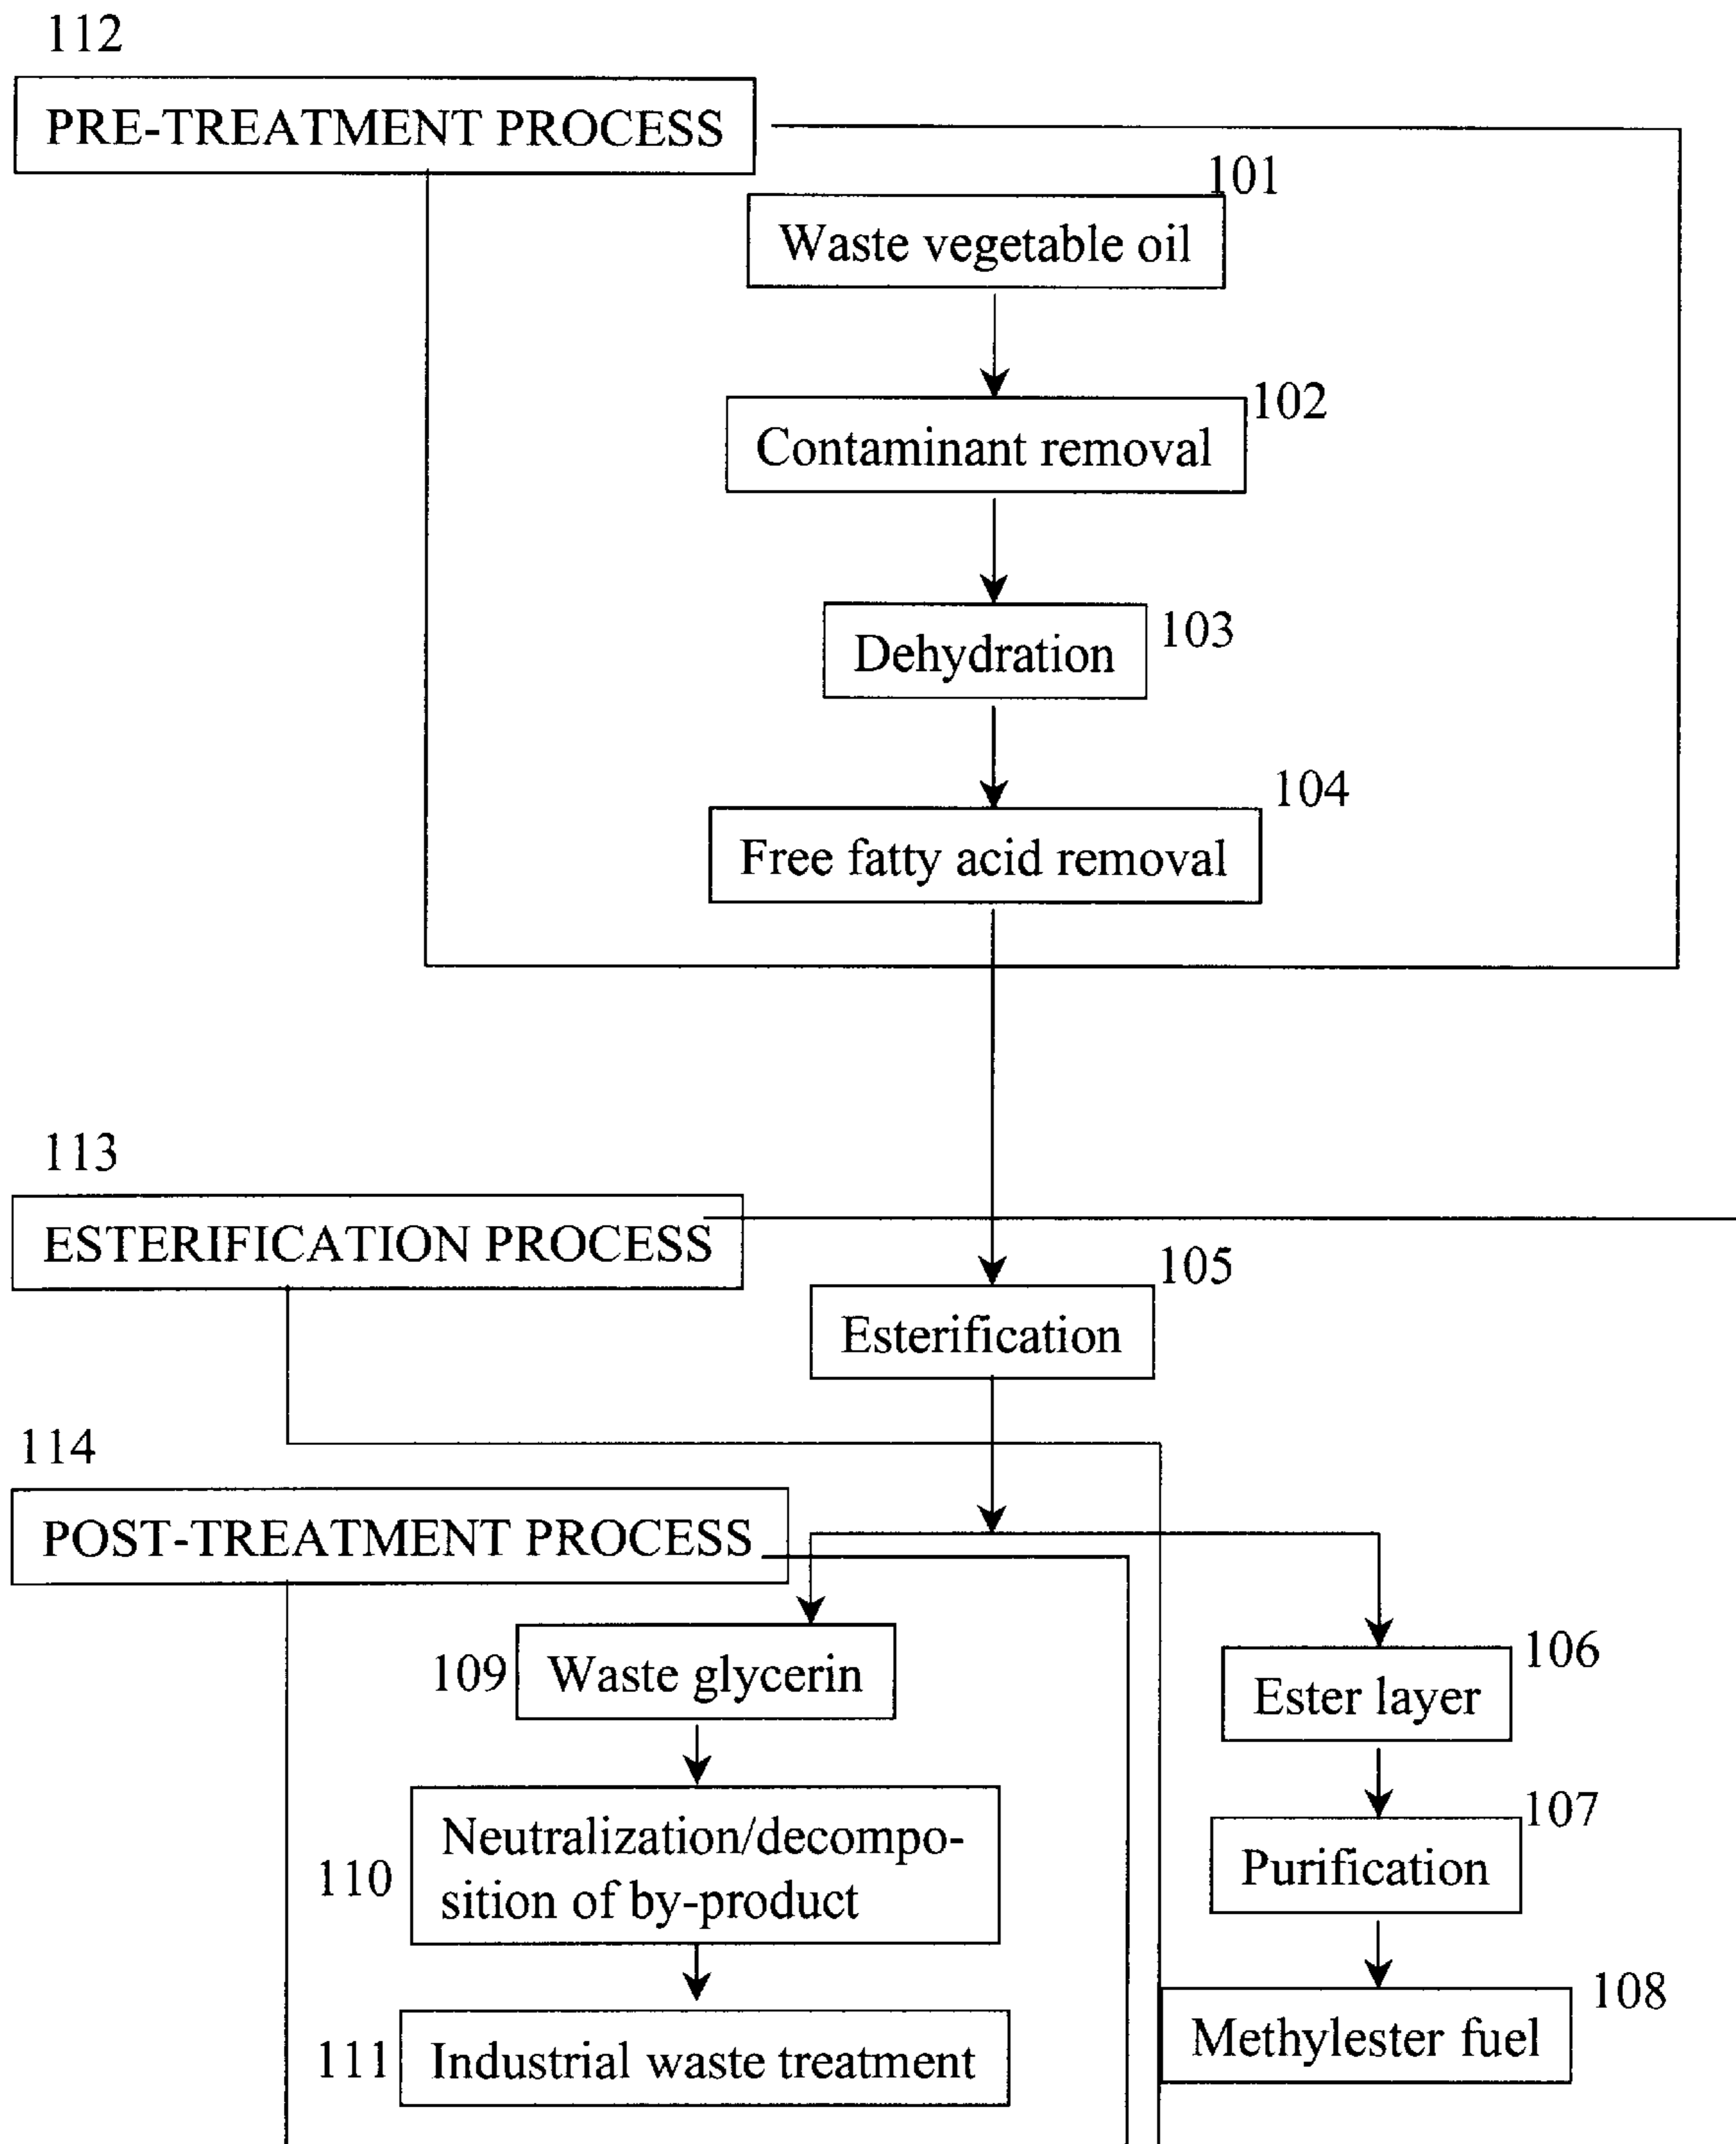 112
PRE-TREATMENT PROCESS
101
Waste vegetable oil
102
Contaminant removal
103
Dehydration
104
Free fatty acid removal
113
ESTERIFICATION PROCESS
105
Esterification
114
POST-TREATMENT PROCESS
109
Waste glycerin
106
Ester layer
110
Neutralization/decompo-
sition of by-product
107
Purification
111
Industrial waste treatment
108
Methylester fuel